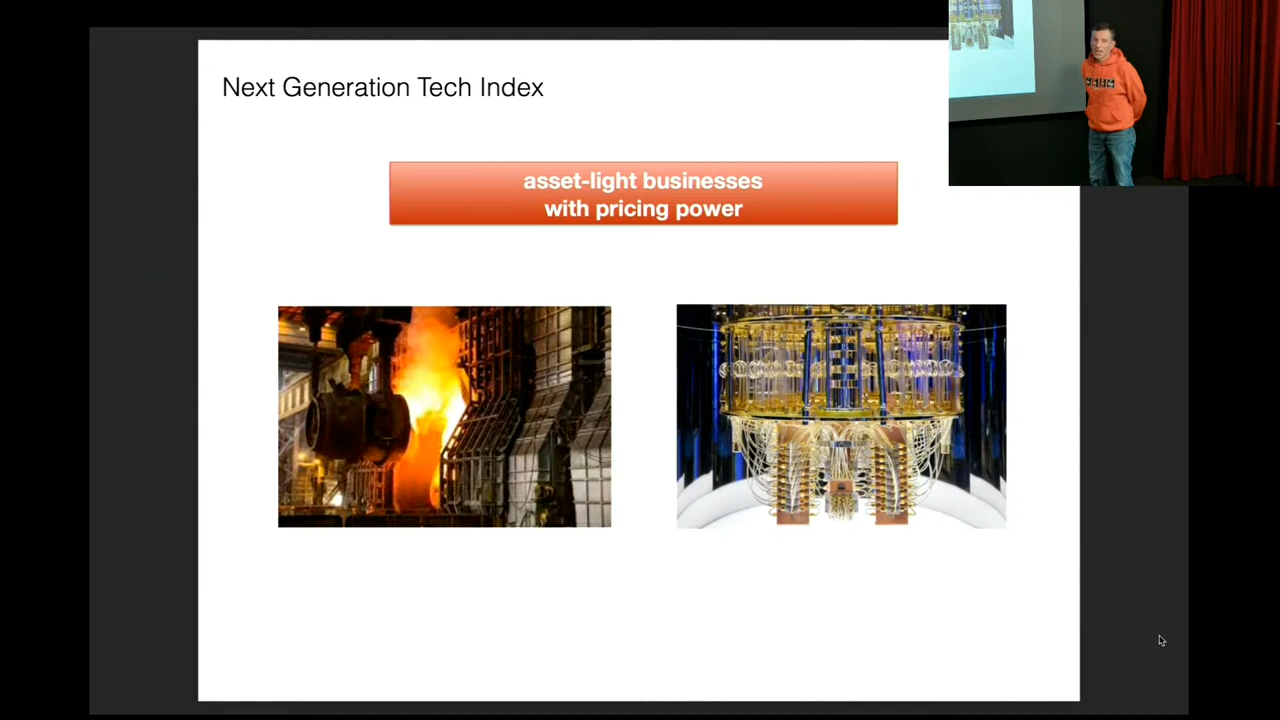 Next Generation Tech Index
asset-light businesses
with pricing power